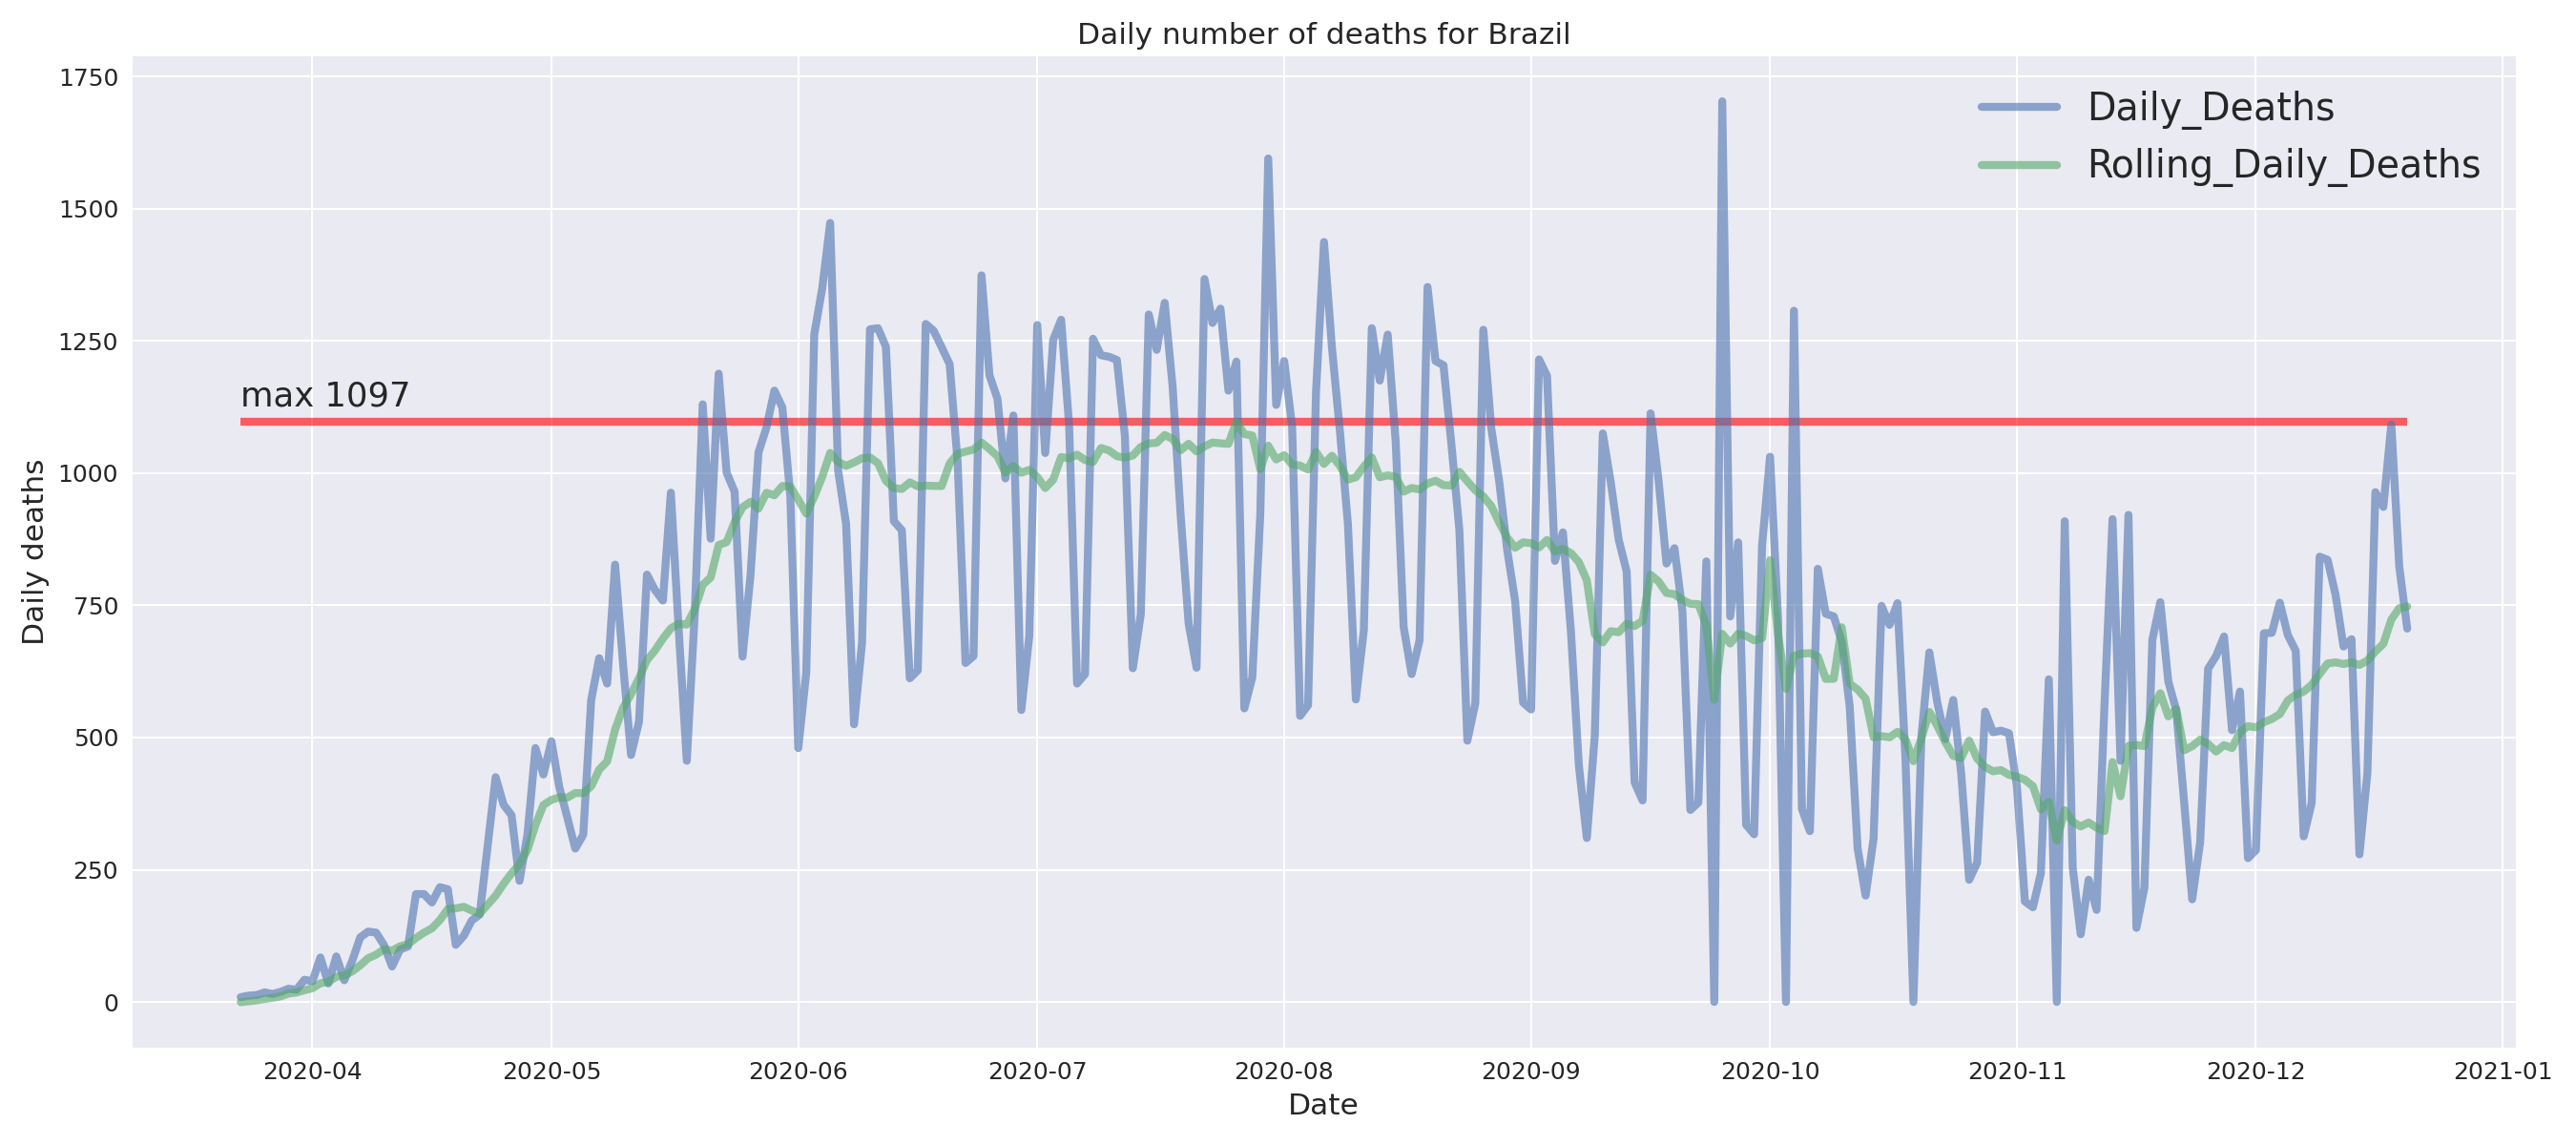 Daily number of deaths for Brazil
1750
1500
1250
1000
750
500
250
0
Daily deaths
max 1097
Daily_Deaths
Rolling_Daily_Deaths
2020-04 2020-05 2020-06 2020-07 2020-08 2020-09 2020-10 2020-11 2020-12 2021-01
Date